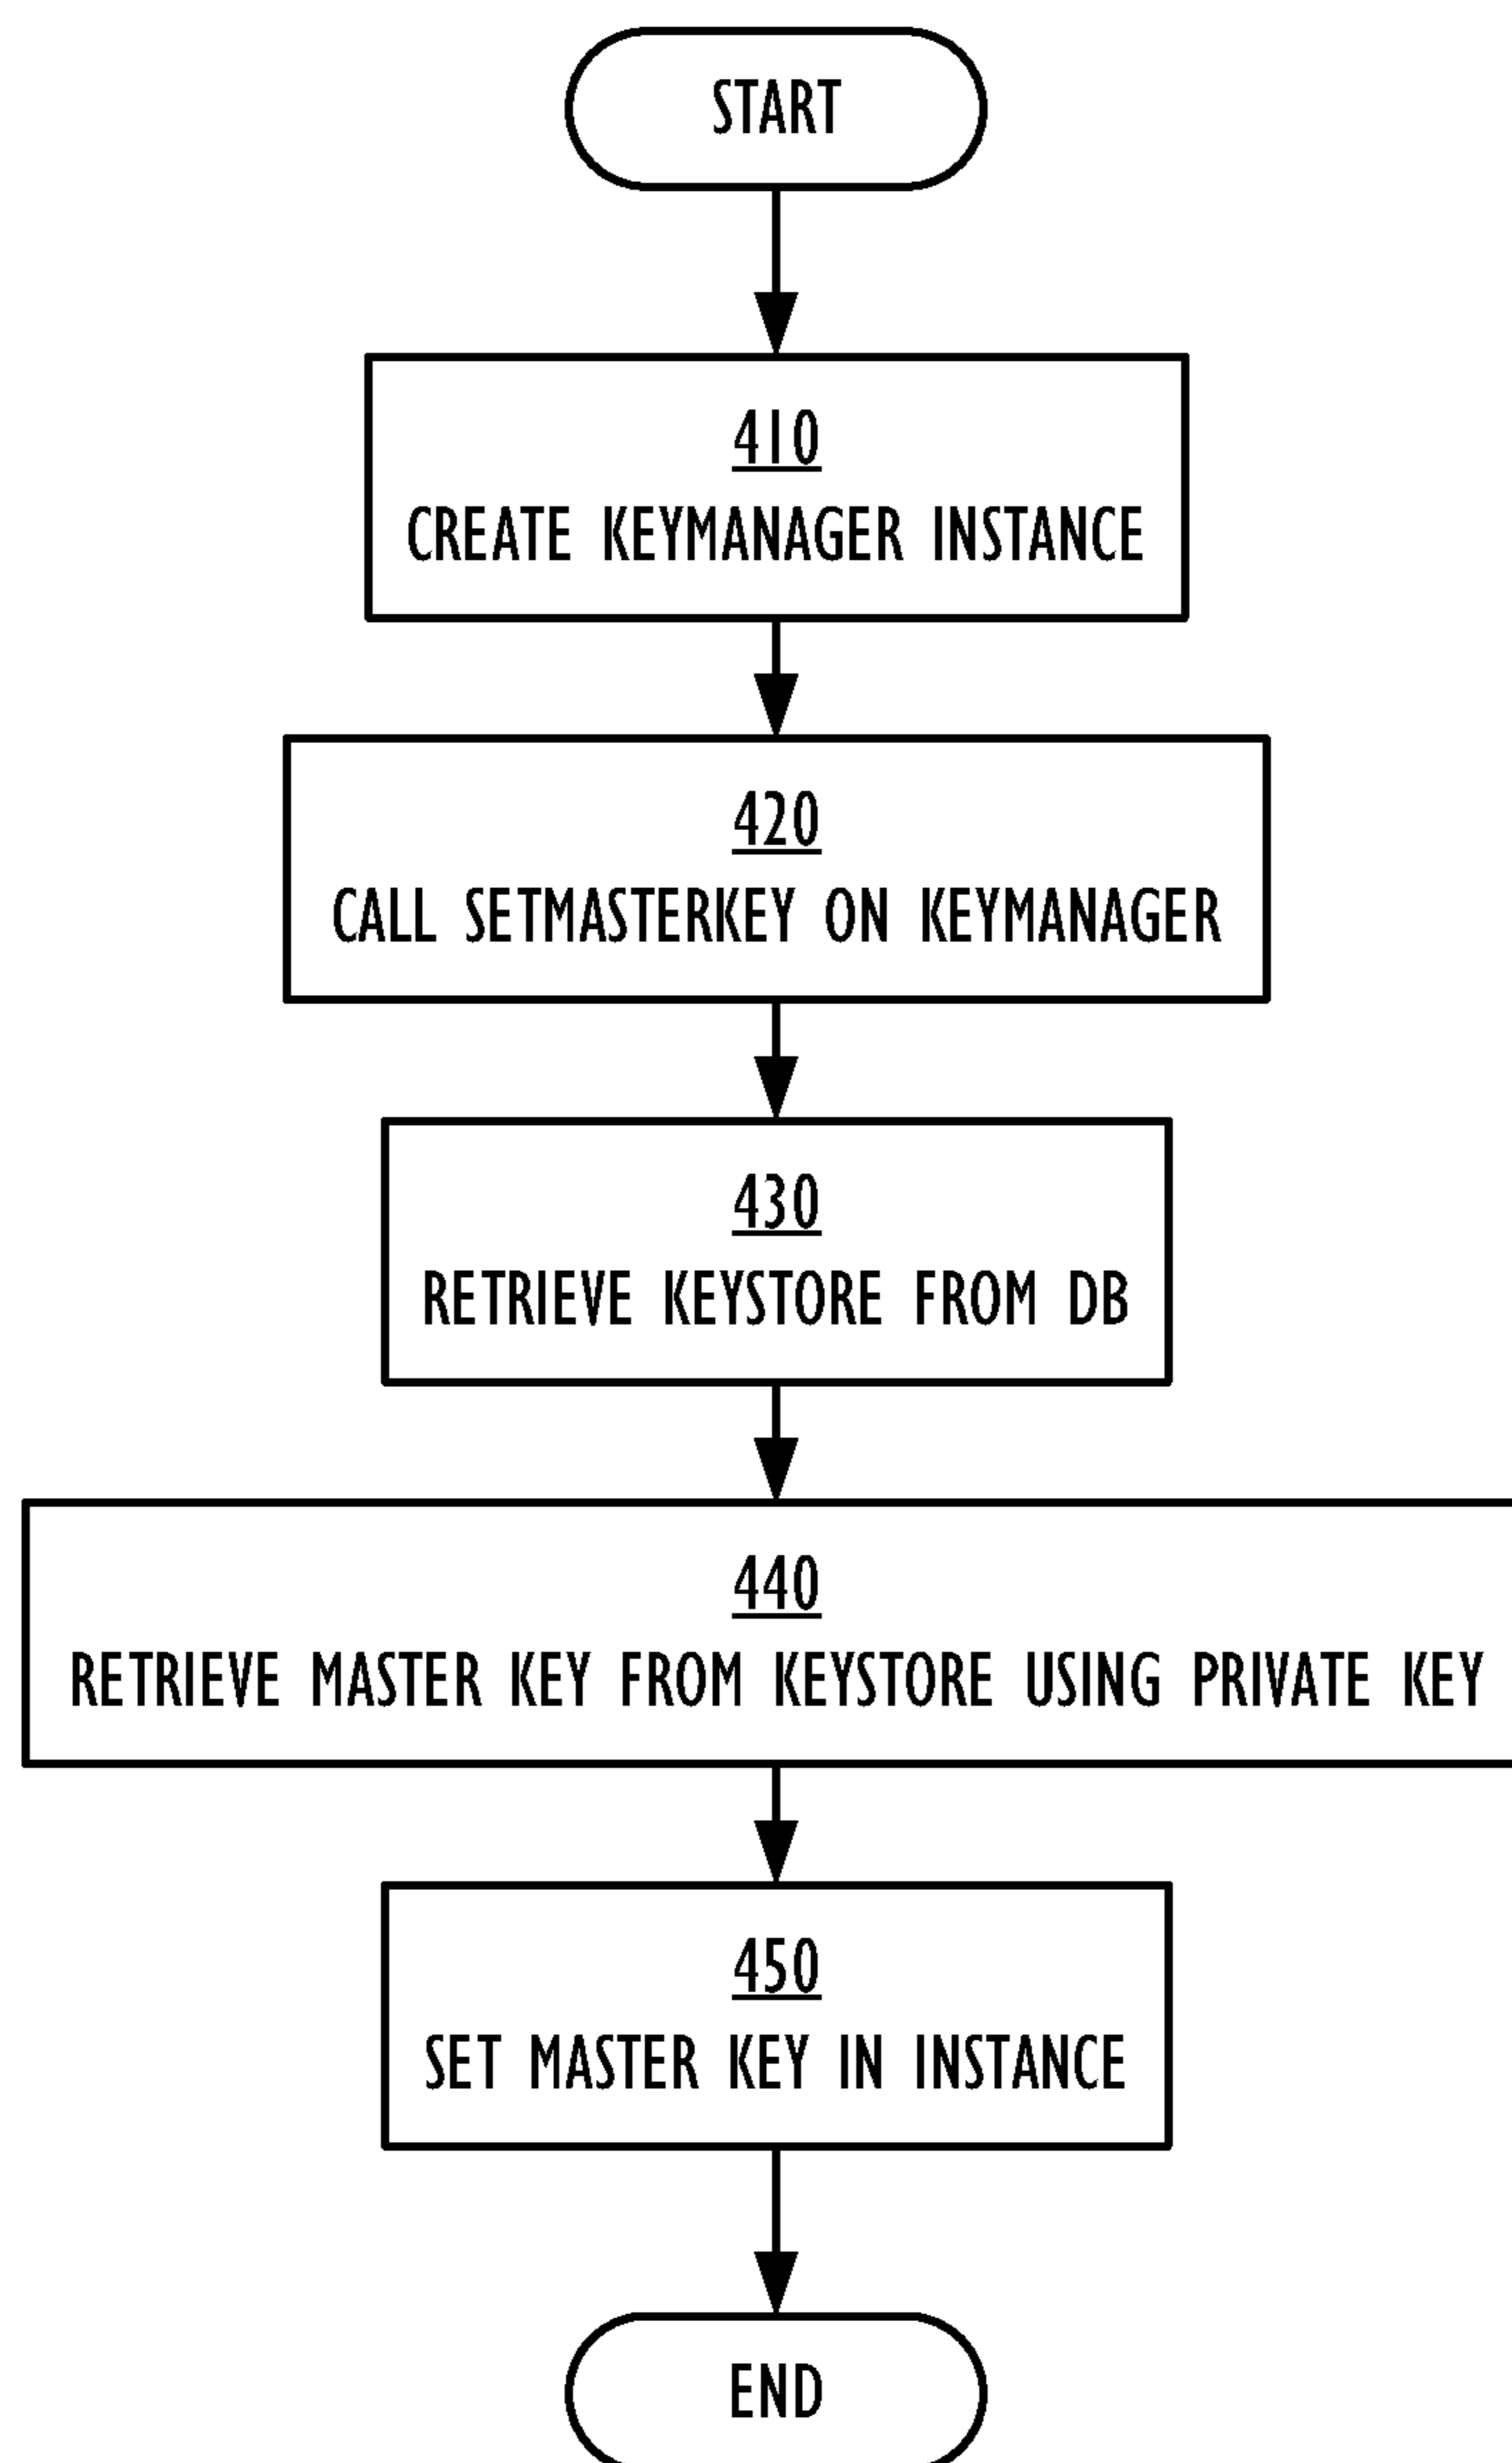 START
410
CREATE KEYMANAGER INSTANCE
420
CALL SETMASTERKEY ON KEYMANAGER
430
RETRIEVE KEYSTORE FROM DB
440
RETRIEVE MASTER KEY FROM KEYSTORE USING PRIVATE KEY
450
SET MASTER KEY IN INSTANCE
END